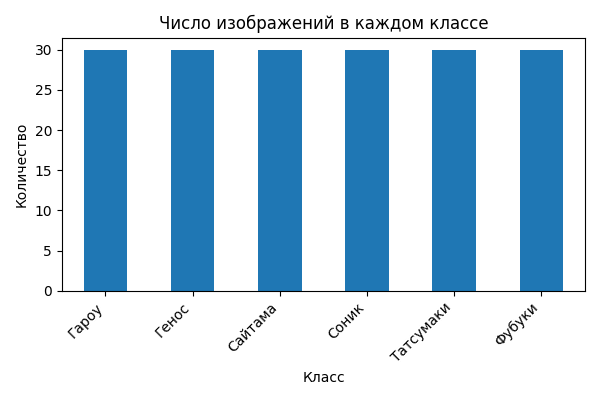 Число изображений в каждом классе
Количество
30
25
20
15
10
5
0
Гароу
Генос
Сайтама
Соник
Татсумаки
Фубуки
Класс